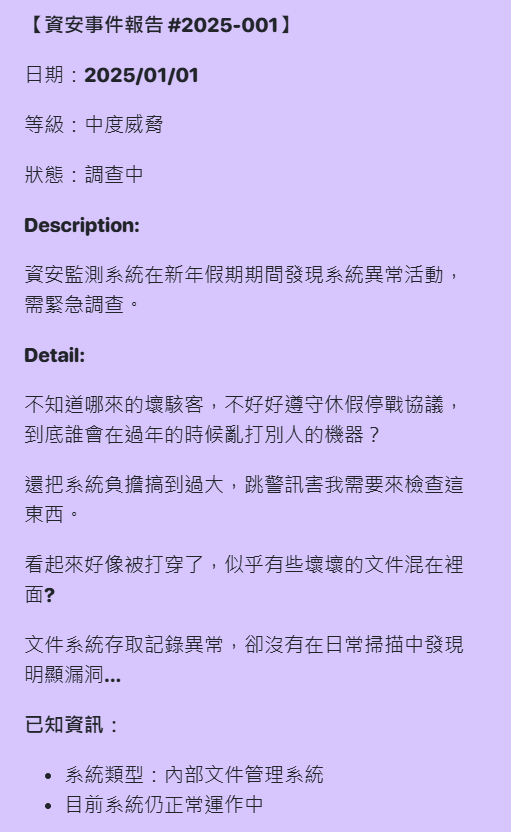 【資安事件報告 #2025-001】
日期：2025/01/01
等級：中度威脅
狀態：調查中
Description:
資安監測系統在新年假期期間發現系統異常活動，
需緊急調查。
Detail:
不知道哪來的壞駭客，不好好遵守休假停戰協議，
到底誰會在過年的時候亂打別人的機器？
還把系統負擔搞到過大，跳警訊害我需要來檢查這
東西。
看起來好像被打穿了，似乎有些壞壞的文件混在裡
面?
文件系統存取記錄異常，卻沒有在日常掃描中發現
明顯漏洞...
已知資訊：
• 系統類型：內部文件管理系統
• 目前系統仍正常運作中